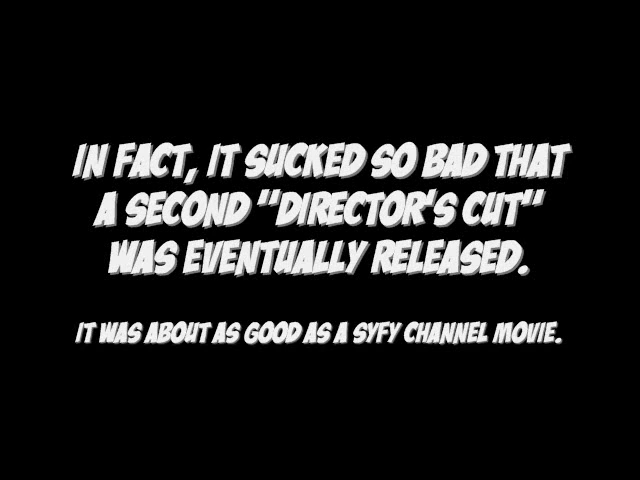 IN FACT, IT SUCKED SO BAD THAT
A SECOND "DIRECTOR'S CUT"
WAS EVENTUALLY RELEASED.
IT WAS ABOUT AS GOOD AS A SYFY CHANNEL MOVIE.